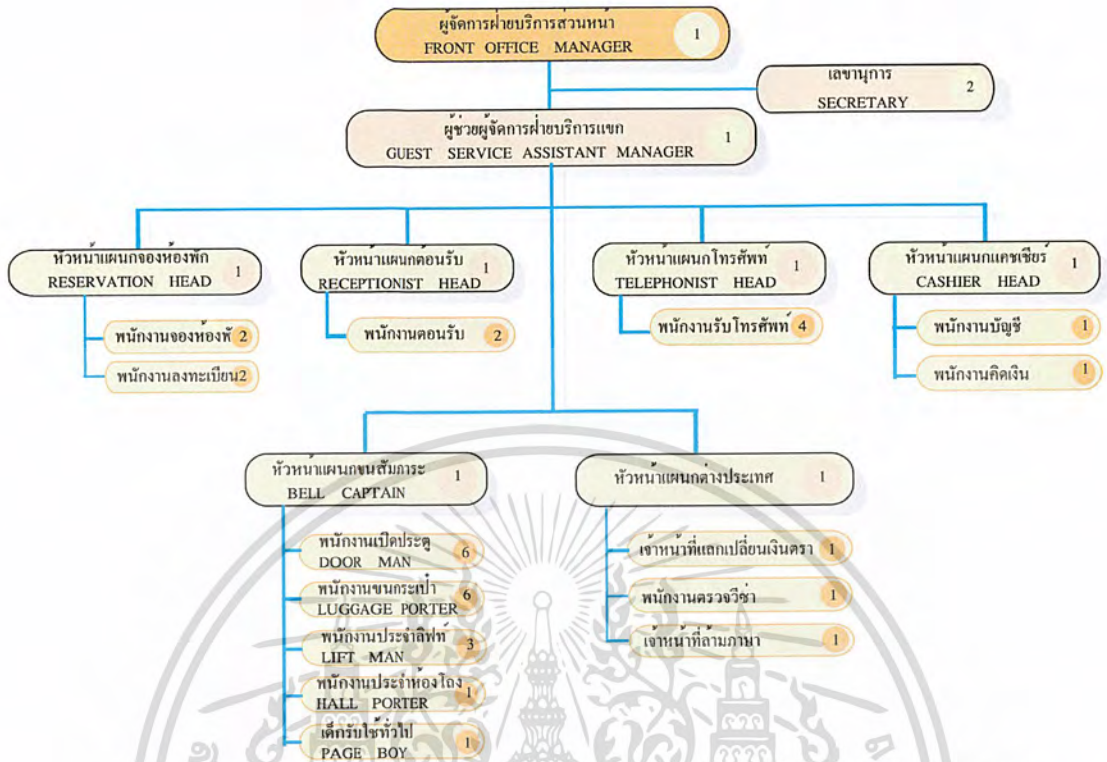 ผู้จัดการฝ่ายบริการส่วนหน้า
FRONT OFFICE MANAGER
1
เลขานุการ
SECRETARY
2
ผู้ช่วยผู้จัดการฝ่ายบริการแขก
GUEST SERVICE ASSISTANT MANAGER
1
หัวหน้าแผนกจองห้องพัก
RESERVATION HEAD
1
หัวหน้าแผนกต้อนรับ
RECEPTIONIST HEAD
1
หัวหน้าแผนกโทรศัพท์
TELEPHONIST HEAD
1
หัวหน้าแผนกแคชเชียร์
CASHIER HEAD
1
พนักงานจองห้องพั 2
พนักงานลงทะเบียน 2
พนักงานต้อนรับ 2
พนักงานรับโทรศัพท์ 4
พนักงานบัญชี 1
พนักงานคิดเงิน 1
หัวหน้าแผนกขนสัมภาระ
BELL CAPTAIN
1
หัวหน้าแผนกต่างประเทศ 1
พนักงานเปิดประตู
DOOR MAN
6
พนักงานขนกระเป๋า
LUGGAGE PORTER
6
พนักงานประจำลิฟท์
LIFT MAN
3
พนักงานประจำห้องโถง
HALL PORTER
1
เด็กรับใช้ทั่วไป
PAGE BOY
1
เจ้าหน้าที่แลกเปลี่ยนเงินตรา 1
พนักงานตรวจวีซ่า 1
เจ้าหน้าที่ล่ามภาษา 1